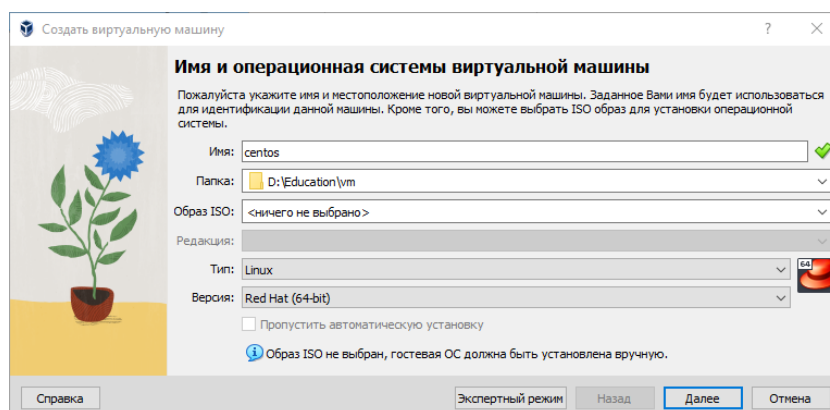 Создать виртуальную машину
?
Имя и операционная системы виртуальной машины
Пожалуйста укажите имя и местоположение новой виртуальной машины. Заданное Вами имя будет использоваться
для идентификации данной машины. Кроме того, вы можете выбрать ISO образ для установки операционной
системы.
Имя: centos
Папка: D:\Education\vm
Образ ISO: <ничего не выбрано>
Редакция:
Тип: Linux
64
Версия: Red Hat (64-bit)
Пропустить автоматическую установку
Образ ISO не выбран, гостевая ОС должна быть установлена вручную.
Справка Экспертный режим Назад Далее Отмена